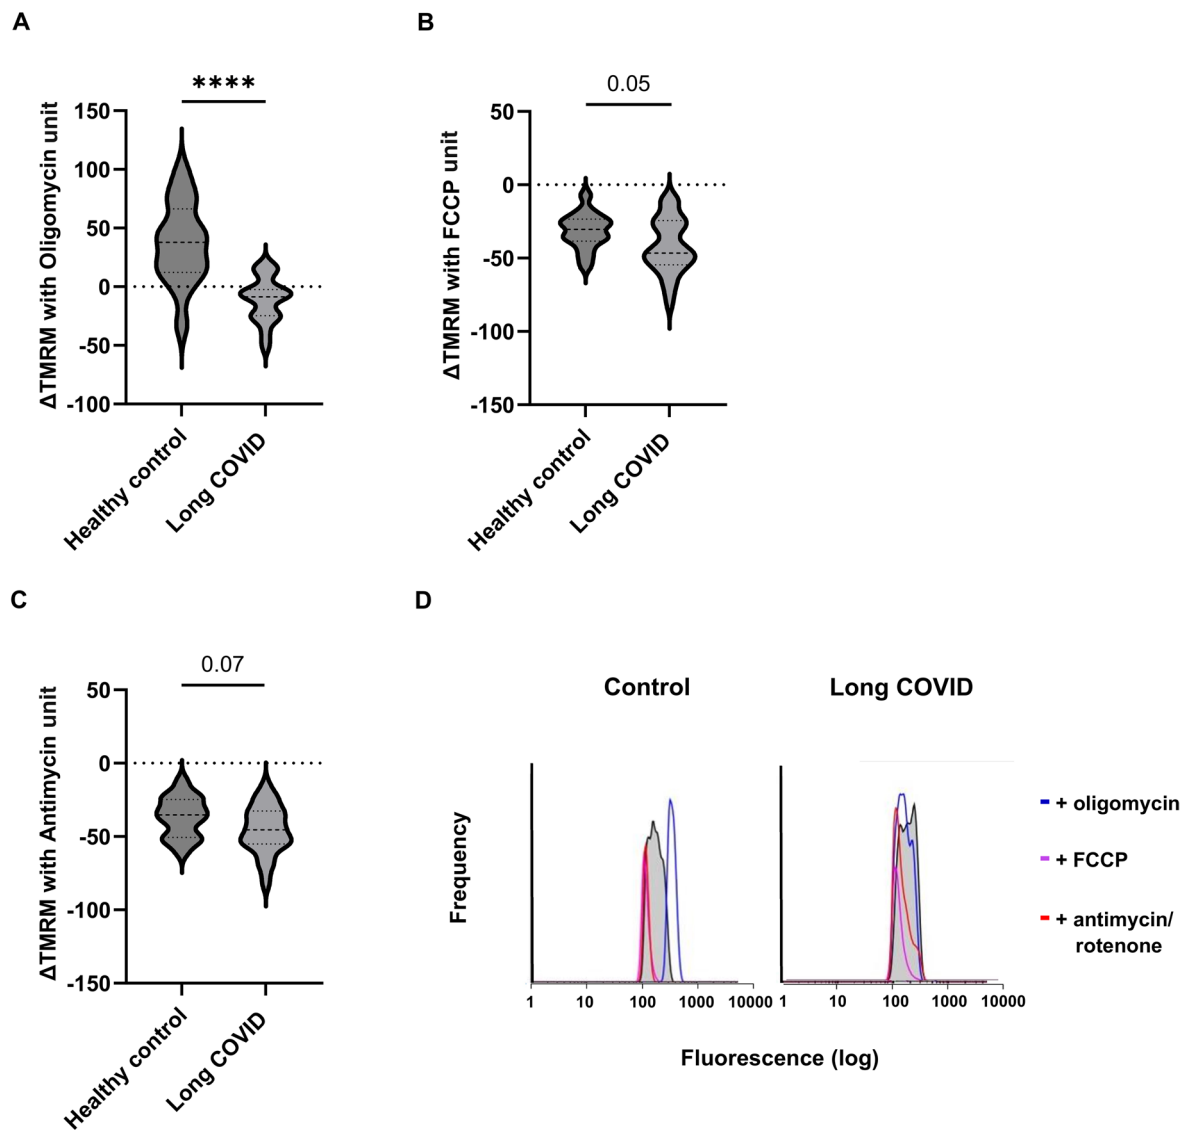 A
****
ΔTMRM with Oligomycin unit
150
100
50
0
-50
-100
Healthy control
Long COVID
B
0.05
ΔTMRM with FCCP unit
50
0
-50
-100
-150
Healthy control
Long COVID
C
0.07
ΔTMRM with Antimycin unit
50
0
-50
-100
-150
Healthy control
Long COVID
D
Control
Long COVID
Frequency
1 10 100 1000 10000
1 10 100 1000 10000
Fluorescence (log)
+ oligomycin
+ FCCP
+ antimycin/
rotenone